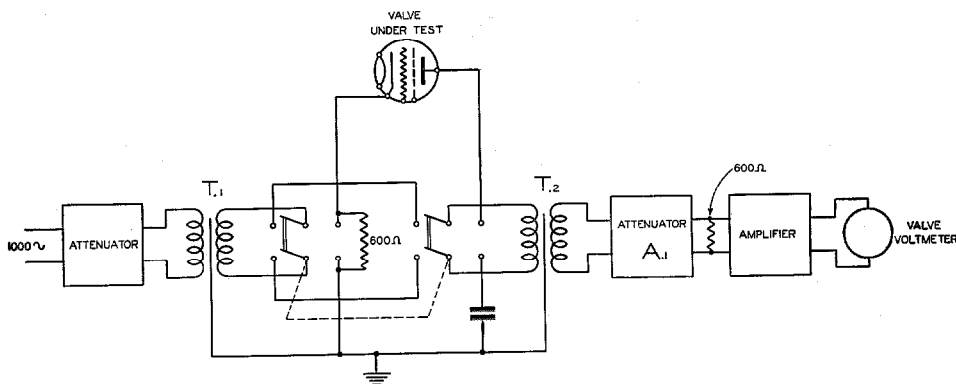 VALVE
UNDER TEST
1000~
ATTENUATOR
T.1
600Ω
T.2
ATTENUATOR
A.1
600Ω
AMPLIFIER
VALVE
VOLTMETER